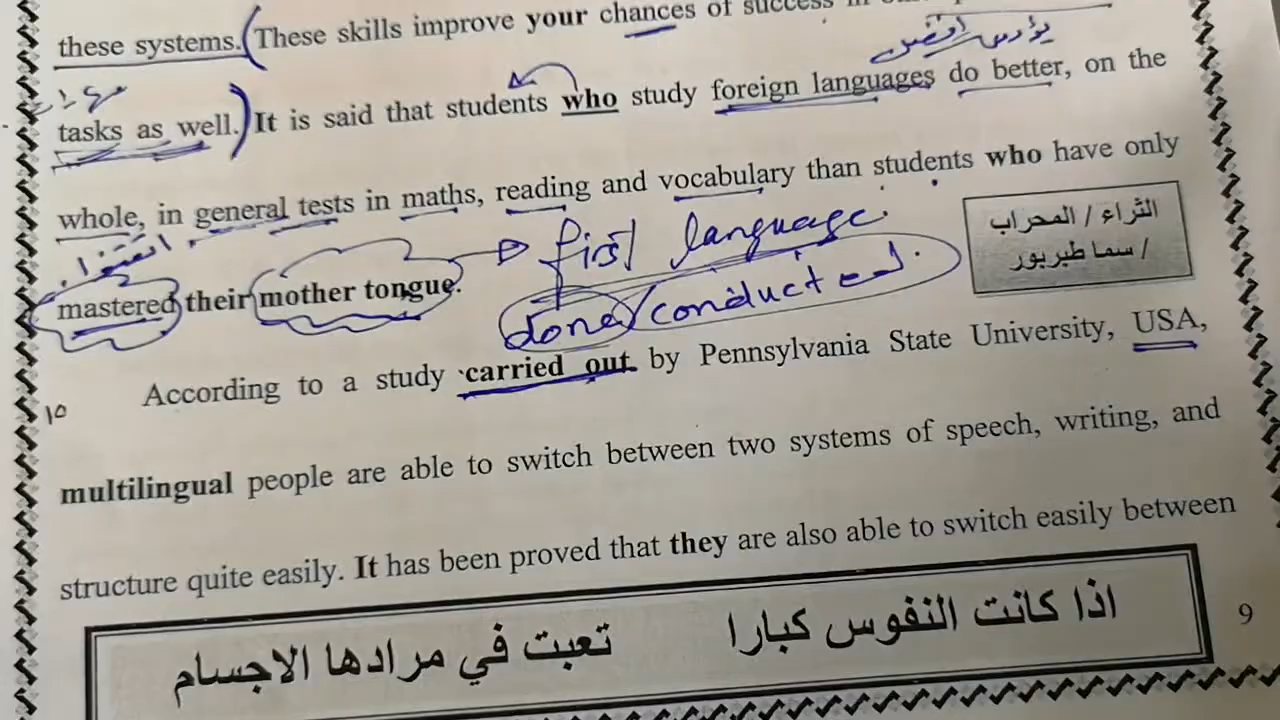 these systems. (These skills improve your chances of success in
يؤدون افضل
مهام
tasks as well.) It is said that students who study foreign languages do better, on the
whole, in general tests in maths, reading and vocabulary than students who have only
first language.
الثراء / المحراب
/ سما طبربور
mastered their mother tongue.
done/conducted.
According to a study carried out by Pennsylvania State University, USA,
١٥
multilingual people are able to switch between two systems of speech, writing, and
structure quite easily. It has been proved that they are also able to switch easily between
اذا كانت النفوس كبارا تعبت في مرادها الاجسام
9